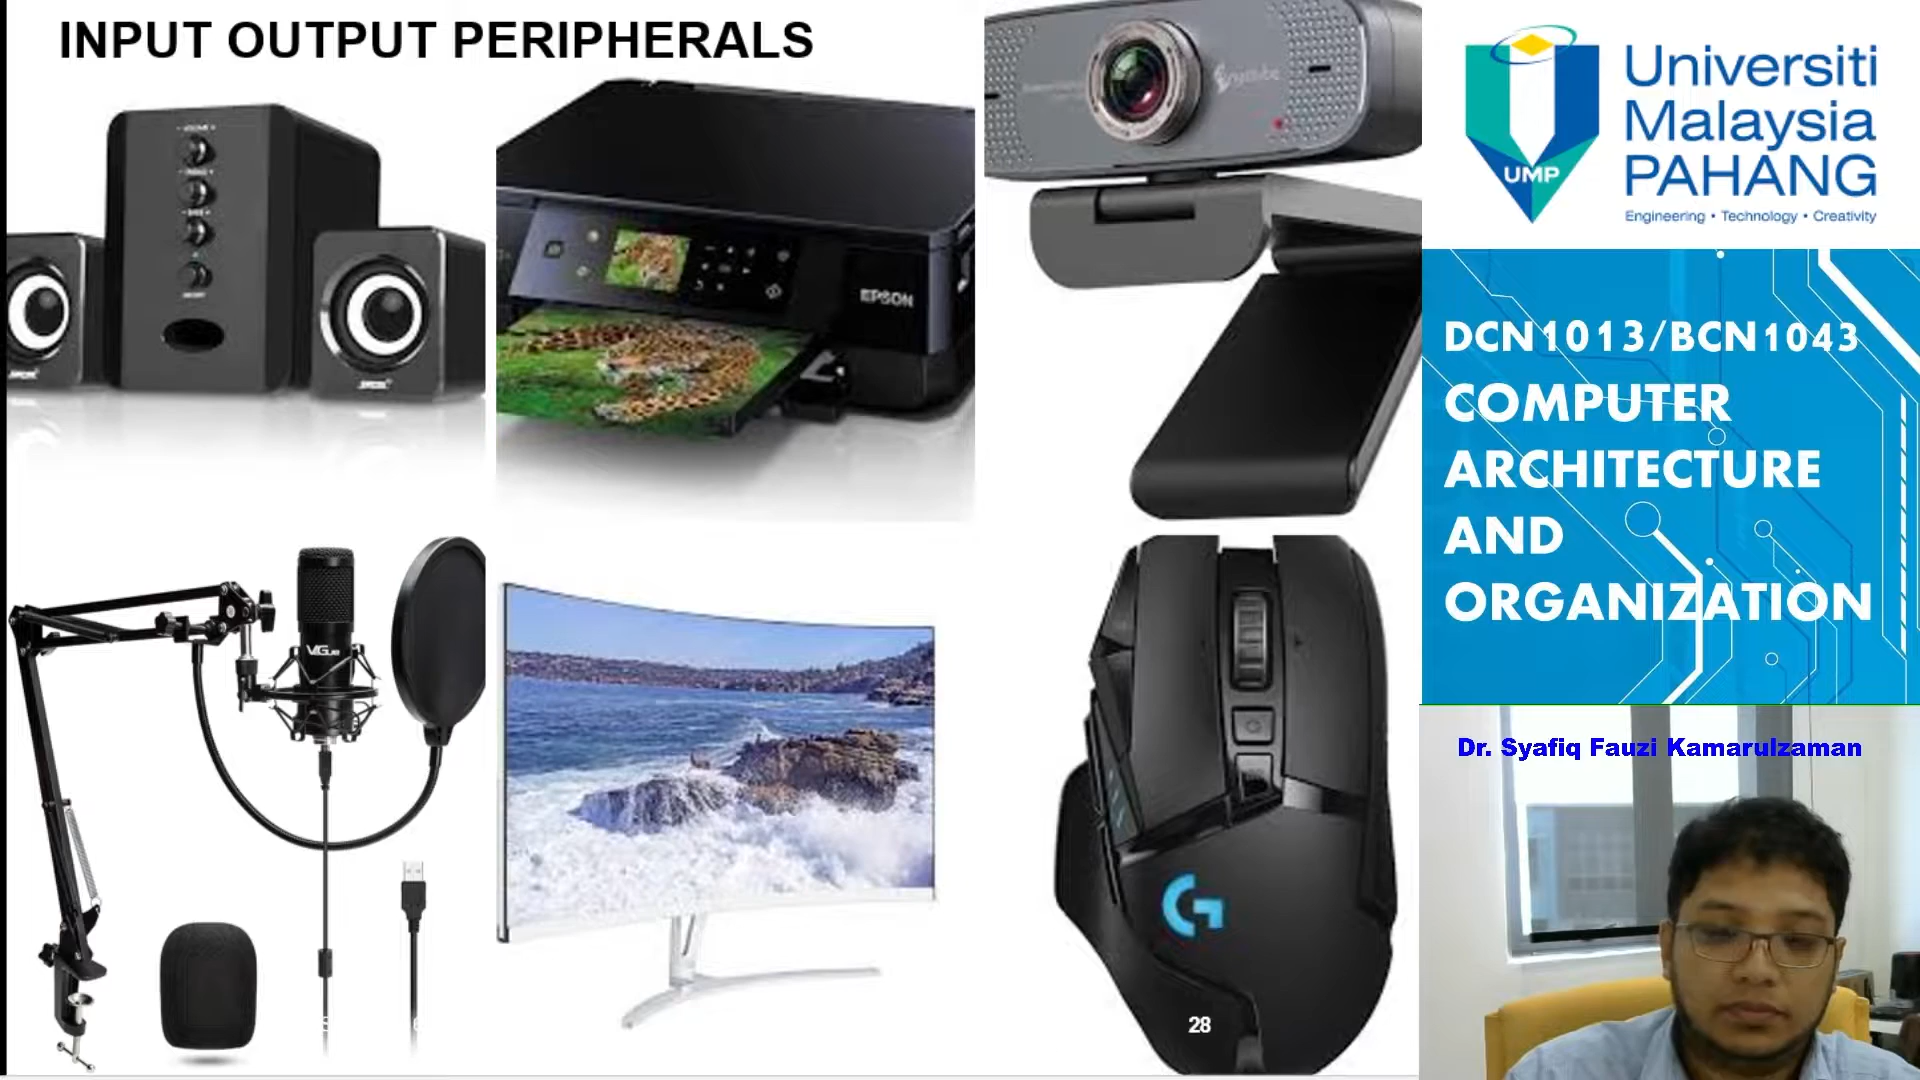 INPUT OUTPUT PERIPHERALS
EPSON
UMP
Universiti
Malaysia
PAHANG
Engineering • Technology • Creativity
DCN1013/BCN1043
COMPUTER
ARCHITECTURE
AND
ORGANIZATION
Dr. Syafiq Fauzi Kamarulzaman
28